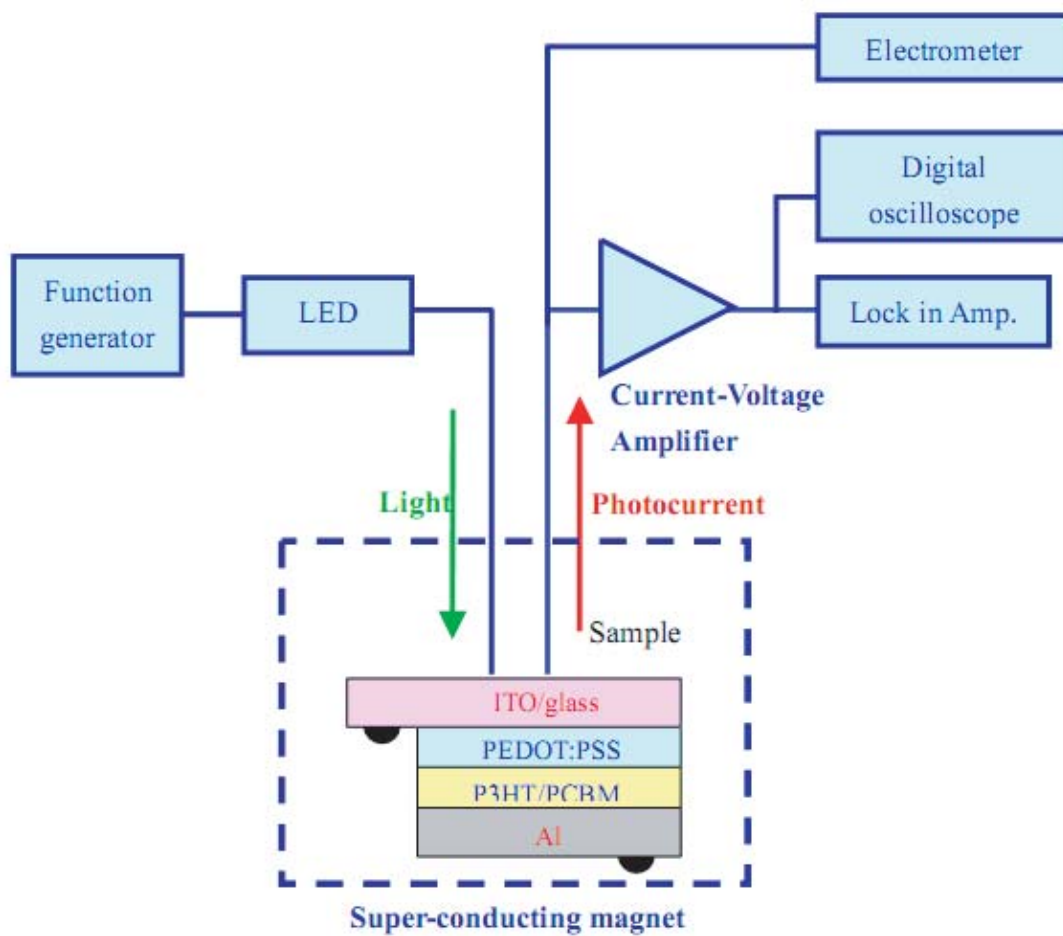 Electrometer
Digital
oscilloscope
Function
generator
LED
Lock in Amp.
Current-Voltage
Amplifier
Light
Photocurrent
Sample
ITO/glass
PEDOT:PSS
P3HT/PCBM
Al
Super-conducting magnet